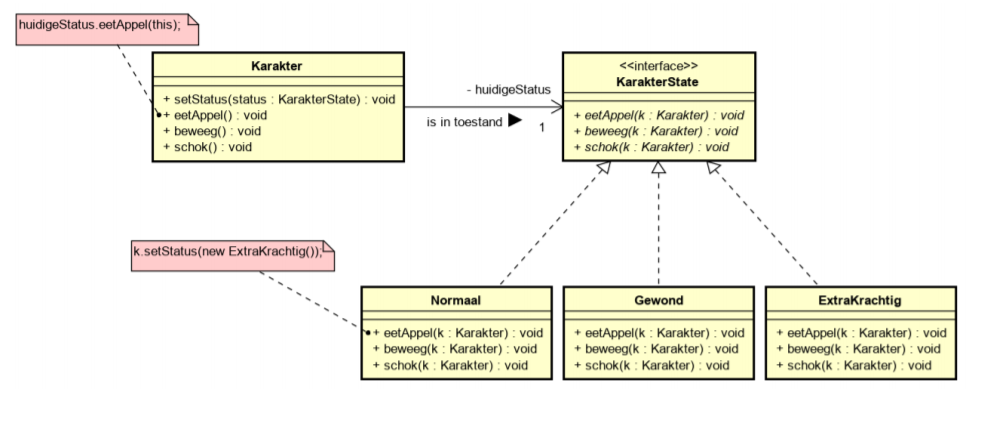 huidigeStatus.eetAppel(this);
Karakter
+ setStatus(status : KarakterState) : void
+ eetAppel() : void
+ beweeg() : void
+ schok() : void
- huidigeStatus
is in toestand
1
<<interface>>
KarakterState
+ eetAppel(k : Karakter) : void
+ beweeg(k : Karakter) : void
+ schok(k : Karakter) : void
k.setStatus(new ExtraKrachtig());
Normaal
+ eetAppel(k : Karakter) : void
+ beweeg(k : Karakter) : void
+ schok(k : Karakter) : void
Gewond
+ eetAppel(k : Karakter) : void
+ beweeg(k : Karakter) : void
+ schok(k : Karakter) : void
ExtraKrachtig
+ eetAppel(k : Karakter) : void
+ beweeg(k : Karakter) : void
+ schok(k : Karakter) : void